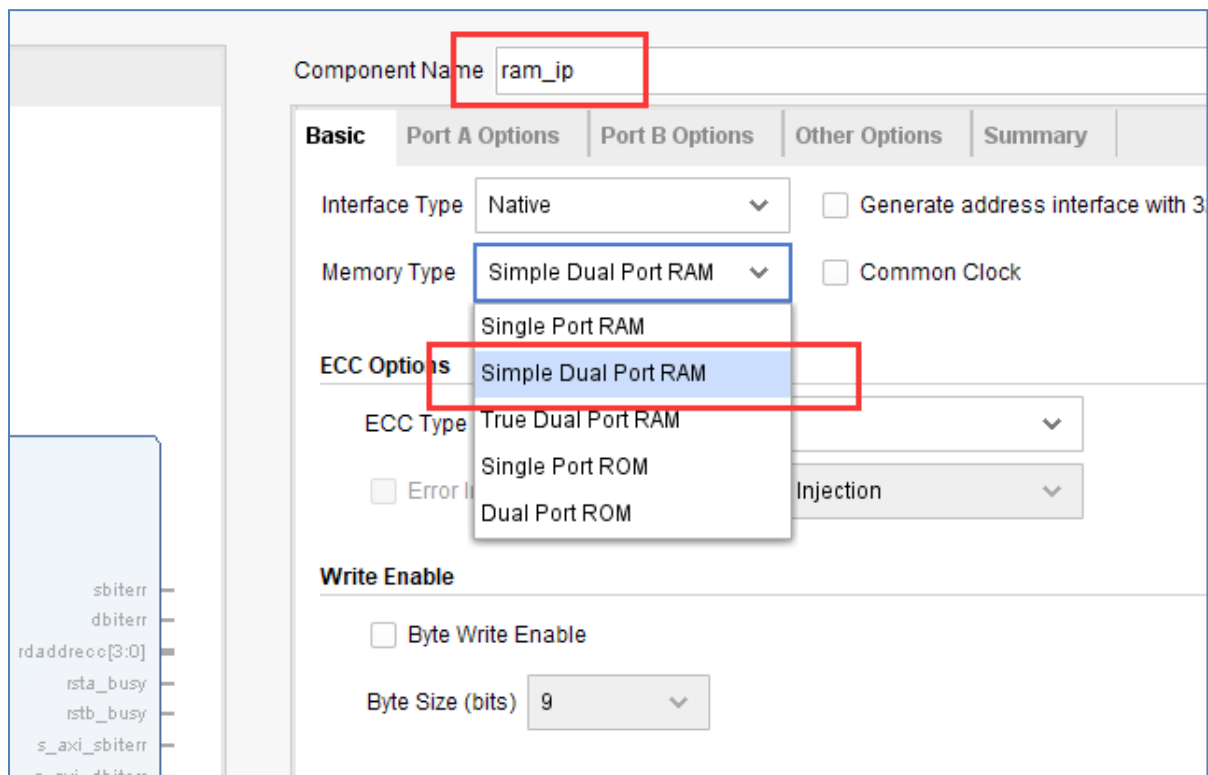 Component Name ram_ip
Basic Port A Options Port B Options Other Options Summary
Interface Type Native Generate address interface with 3
Memory Type Simple Dual Port RAM Common Clock
Single Port RAM
ECC Options
Simple Dual Port RAM
ECC Type True Dual Port RAM
Single Port ROM
Error Injection
Dual Port ROM
Write Enable
Byte Write Enable
Byte Size (bits) 9
sbiterr
dbiterr
rdaddrecc[3:0]
rsta_busy
rstb_busy
s_axi_sbiterr